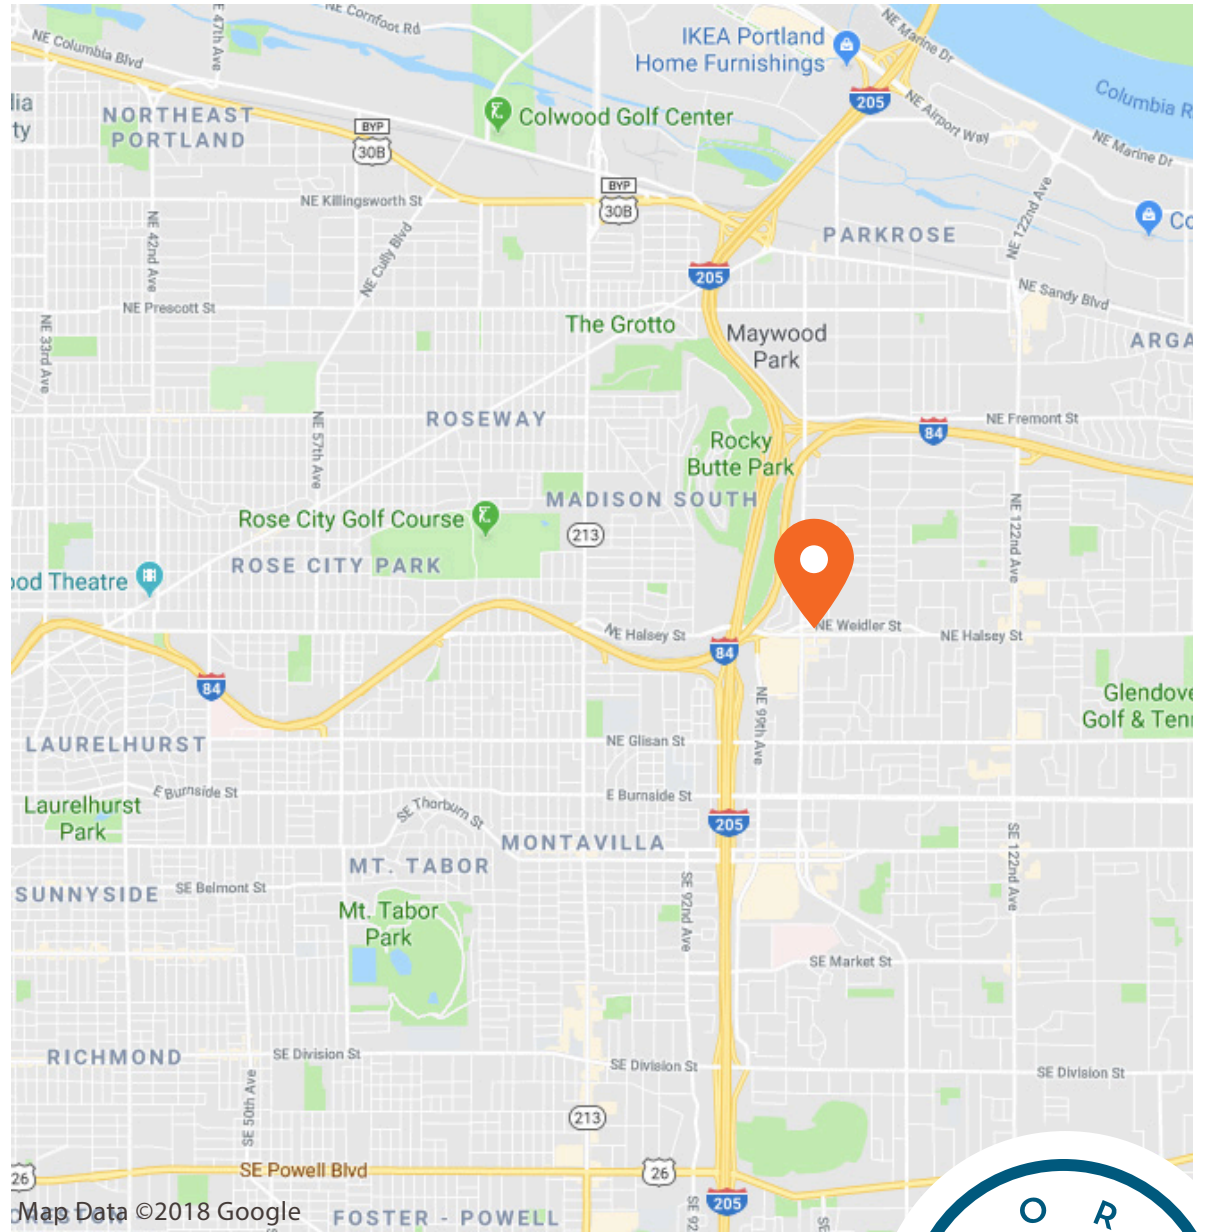 NE Cornfoot Rd
NE Marine Dr
NE Columbia Blvd
E 47th Ave
IKEA Portland
Home Furnishings
205
Columbia R
NE Airport Way
NE Marine Dr
lia
ty
NORTHEAST
PORTLAND
Colwood Golf Center
BYP
30B
BYP
30B
NE Killingsworth St
NE 122nd Ave
Co
PARKROSE
NE 42nd Ave
NE Cully Blvd
205
NE Sandy Blvd
NE Prescott St
The Grotto
Maywood
Park
ARGA
NE 33rd Ave
ROSEWAY
NE Fremont St
84
NE 57th Ave
Rocky
Butte Park
MADISON SOUTH
NE 122nd Ave
Rose City Golf Course
213
ROSE CITY PARK
ood Theatre
NE Halsey St
NE Weidler St
NE Halsey St
84
84
NE 99th Ave
Glendove
Golf & Tenn
LAURELHURST
NE Glisan St
E Burnside St
E Burnside St
Laurelhurst
Park
SE Thorburn St
205
MONTAVILLA
SE 122nd Ave
MT. TABOR
SUNNYSIDE
SE Belmont St
SE 92nd Ave
Mt. Tabor
Park
SE Market St
RICHMOND
SE Division St
SE Division St
SE Division St
SE 50th Ave
213
26
SE Powell Blvd
26
205
SE 92
SE
Map Data ©2018 Google
FOSTER - POWELL
O R